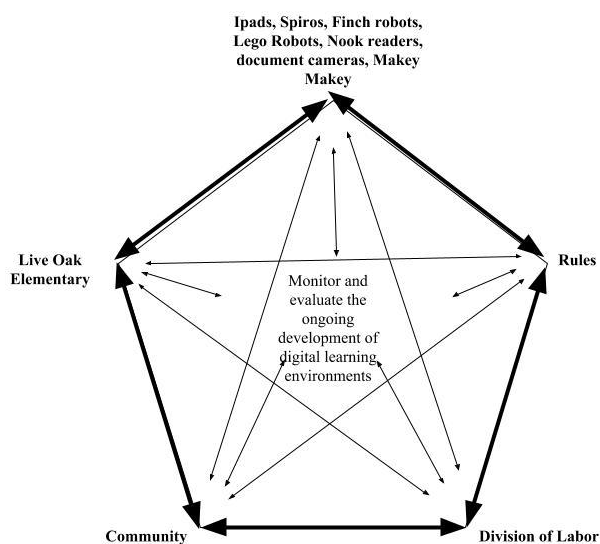 Ipads, Spiros, Finch robots,
Lego Robots, Nook readers,
document cameras, Makey
Makey
Live Oak
Elementary
Rules
Monitor and
evaluate the
ongoing
development of
digital learning
environments
Community
Division of Labor